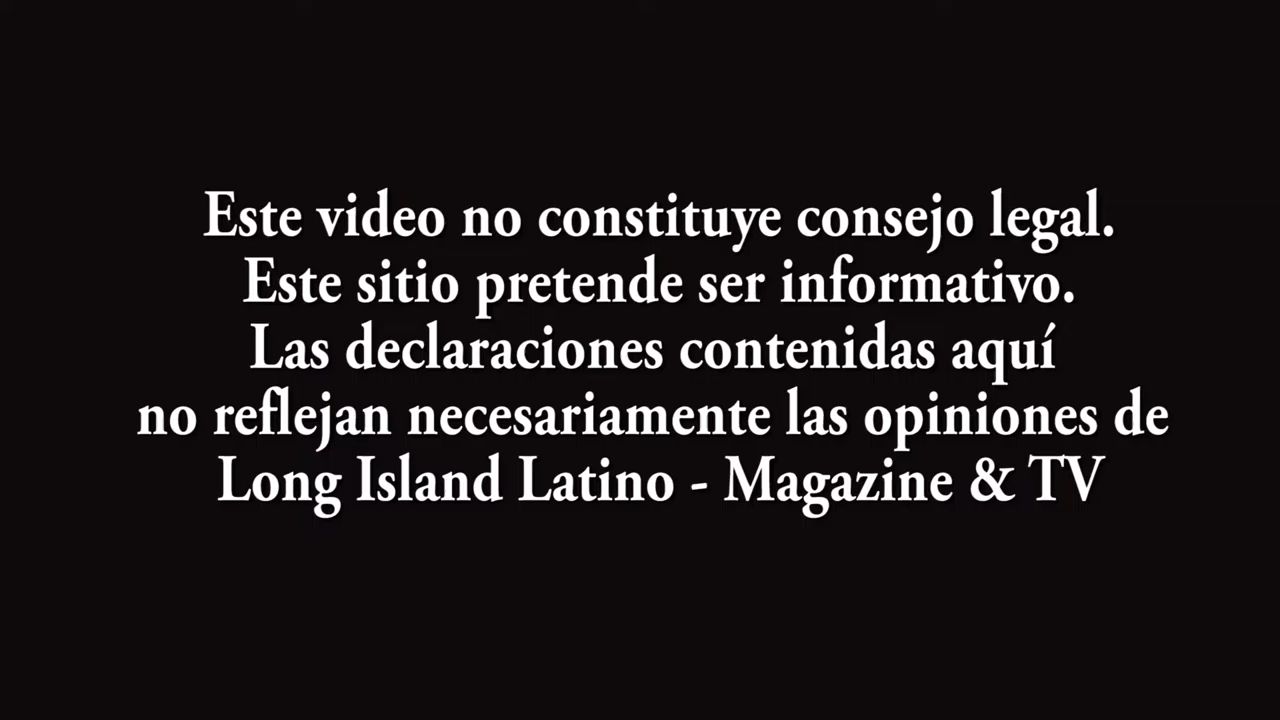 Este video no constituye consejo legal.
Este sitio pretende ser informativo.
Las declaraciones contenidas aquí
no reflejan necesariamente las opiniones de
Long Island Latino - Magazine & TV